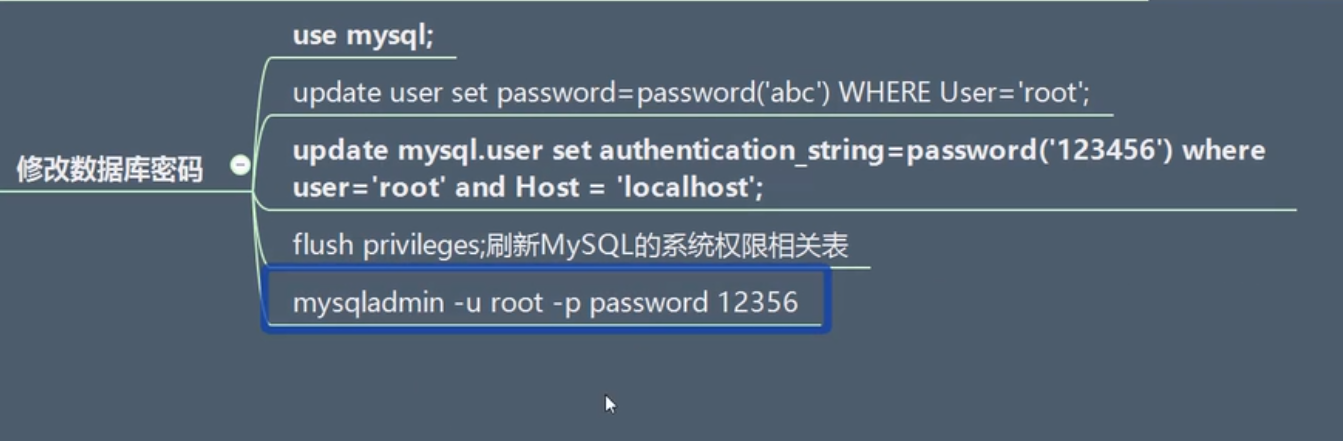 use mysql;
update user set password=password('abc') WHERE User='root';
修改数据库密码
update mysql.user set authentication_string=password('123456') where
user='root' and Host = 'localhost';
flush privileges;刷新MySQL的系统权限相关表
mysqladmin -u root -p password 12356